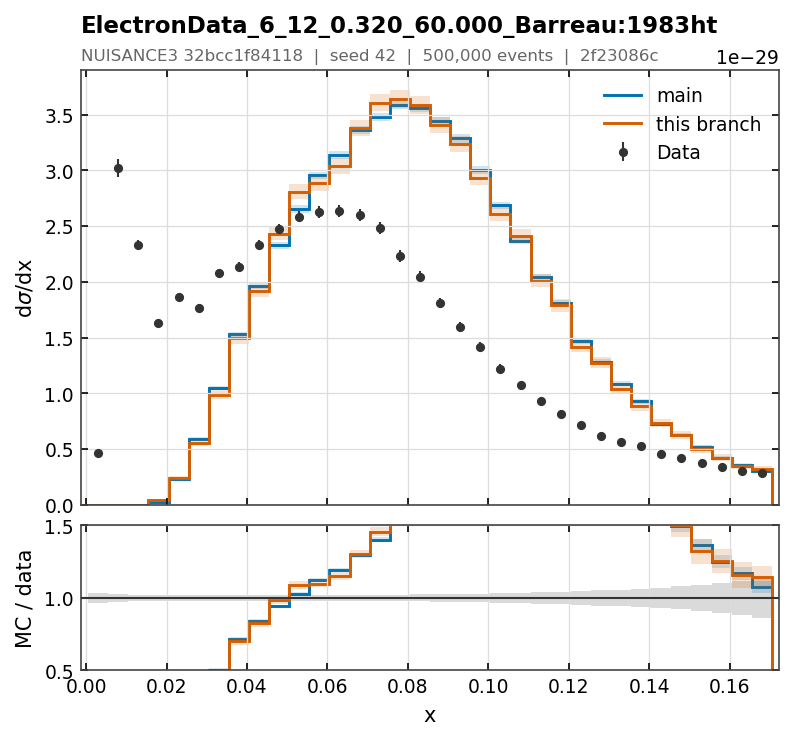 ElectronData_6_12_0.320_60.000_Barreau:1983ht
NUISANCE3 32bcc1f84118 | seed 42 | 500,000 events | 2f23086c
1e−29
main
this branch
Data
3.5
3.0
2.5
2.0
1.5
1.0
0.5
0.0
dσ/dx
1.5
1.0
0.5
MC / data
0.00 0.02 0.04 0.06 0.08 0.10 0.12 0.14 0.16
x